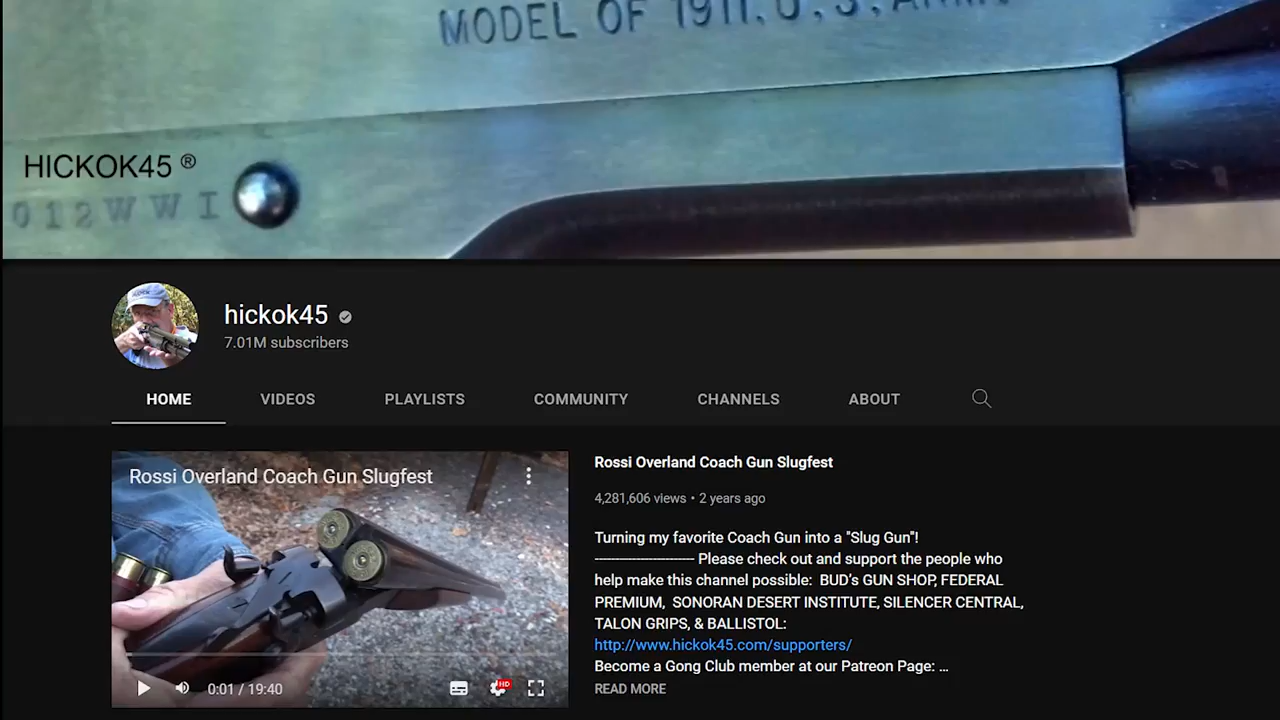 MODEL OF 1911. U. S. ARMY
HICKOK45 ®
012WWI
hickok45
7.01M subscribers
HOME
VIDEOS
PLAYLISTS
COMMUNITY
CHANNELS
ABOUT
Rossi Overland Coach Gun Slugfest
0:01 / 19:40
HD
Rossi Overland Coach Gun Slugfest
4,281,606 views • 2 years ago
Turning my favorite Coach Gun into a "Slug Gun"!
----------------------- Please check out and support the people who
help make this channel possible: BUD's GUN SHOP, FEDERAL
PREMIUM, SONORAN DESERT INSTITUTE, SILENCER CENTRAL,
TALON GRIPS, & BALLISTOL:
http://www.hickok45.com/supporters/
Become a Gong Club member at our Patreon Page: ...
READ MORE